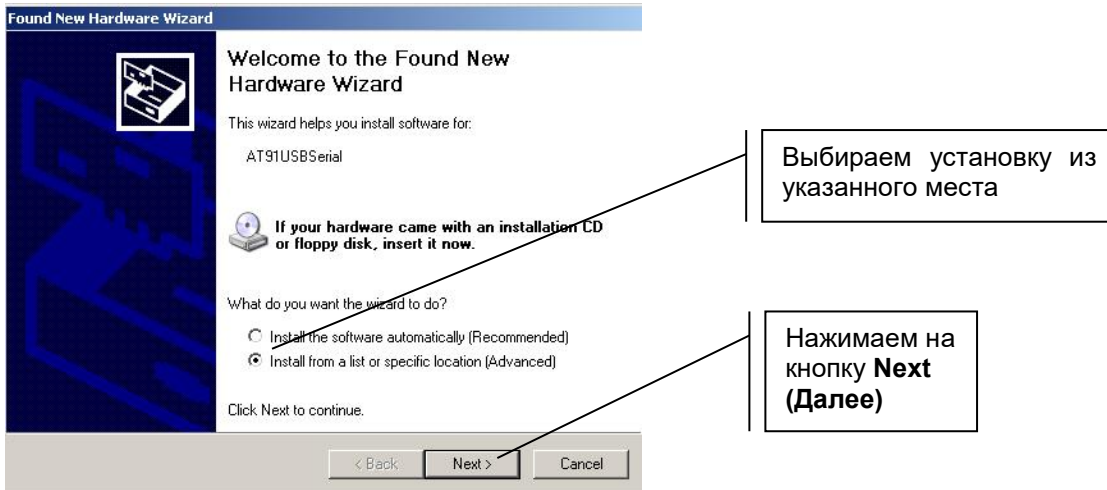 Found New Hardware Wizard
Welcome to the Found New
Hardware Wizard
This wizard helps you install software for:
AT91USBSerial
If your hardware came with an installation CD
or floppy disk, insert it now.
What do you want the wizard to do?
Install the software automatically (Recommended)
Install from a list or specific location (Advanced)
Click Next to continue.
< Back
Next >
Cancel
Выбираем установку из
указанного места
Нажимаем на
кнопку Next
(Далее)